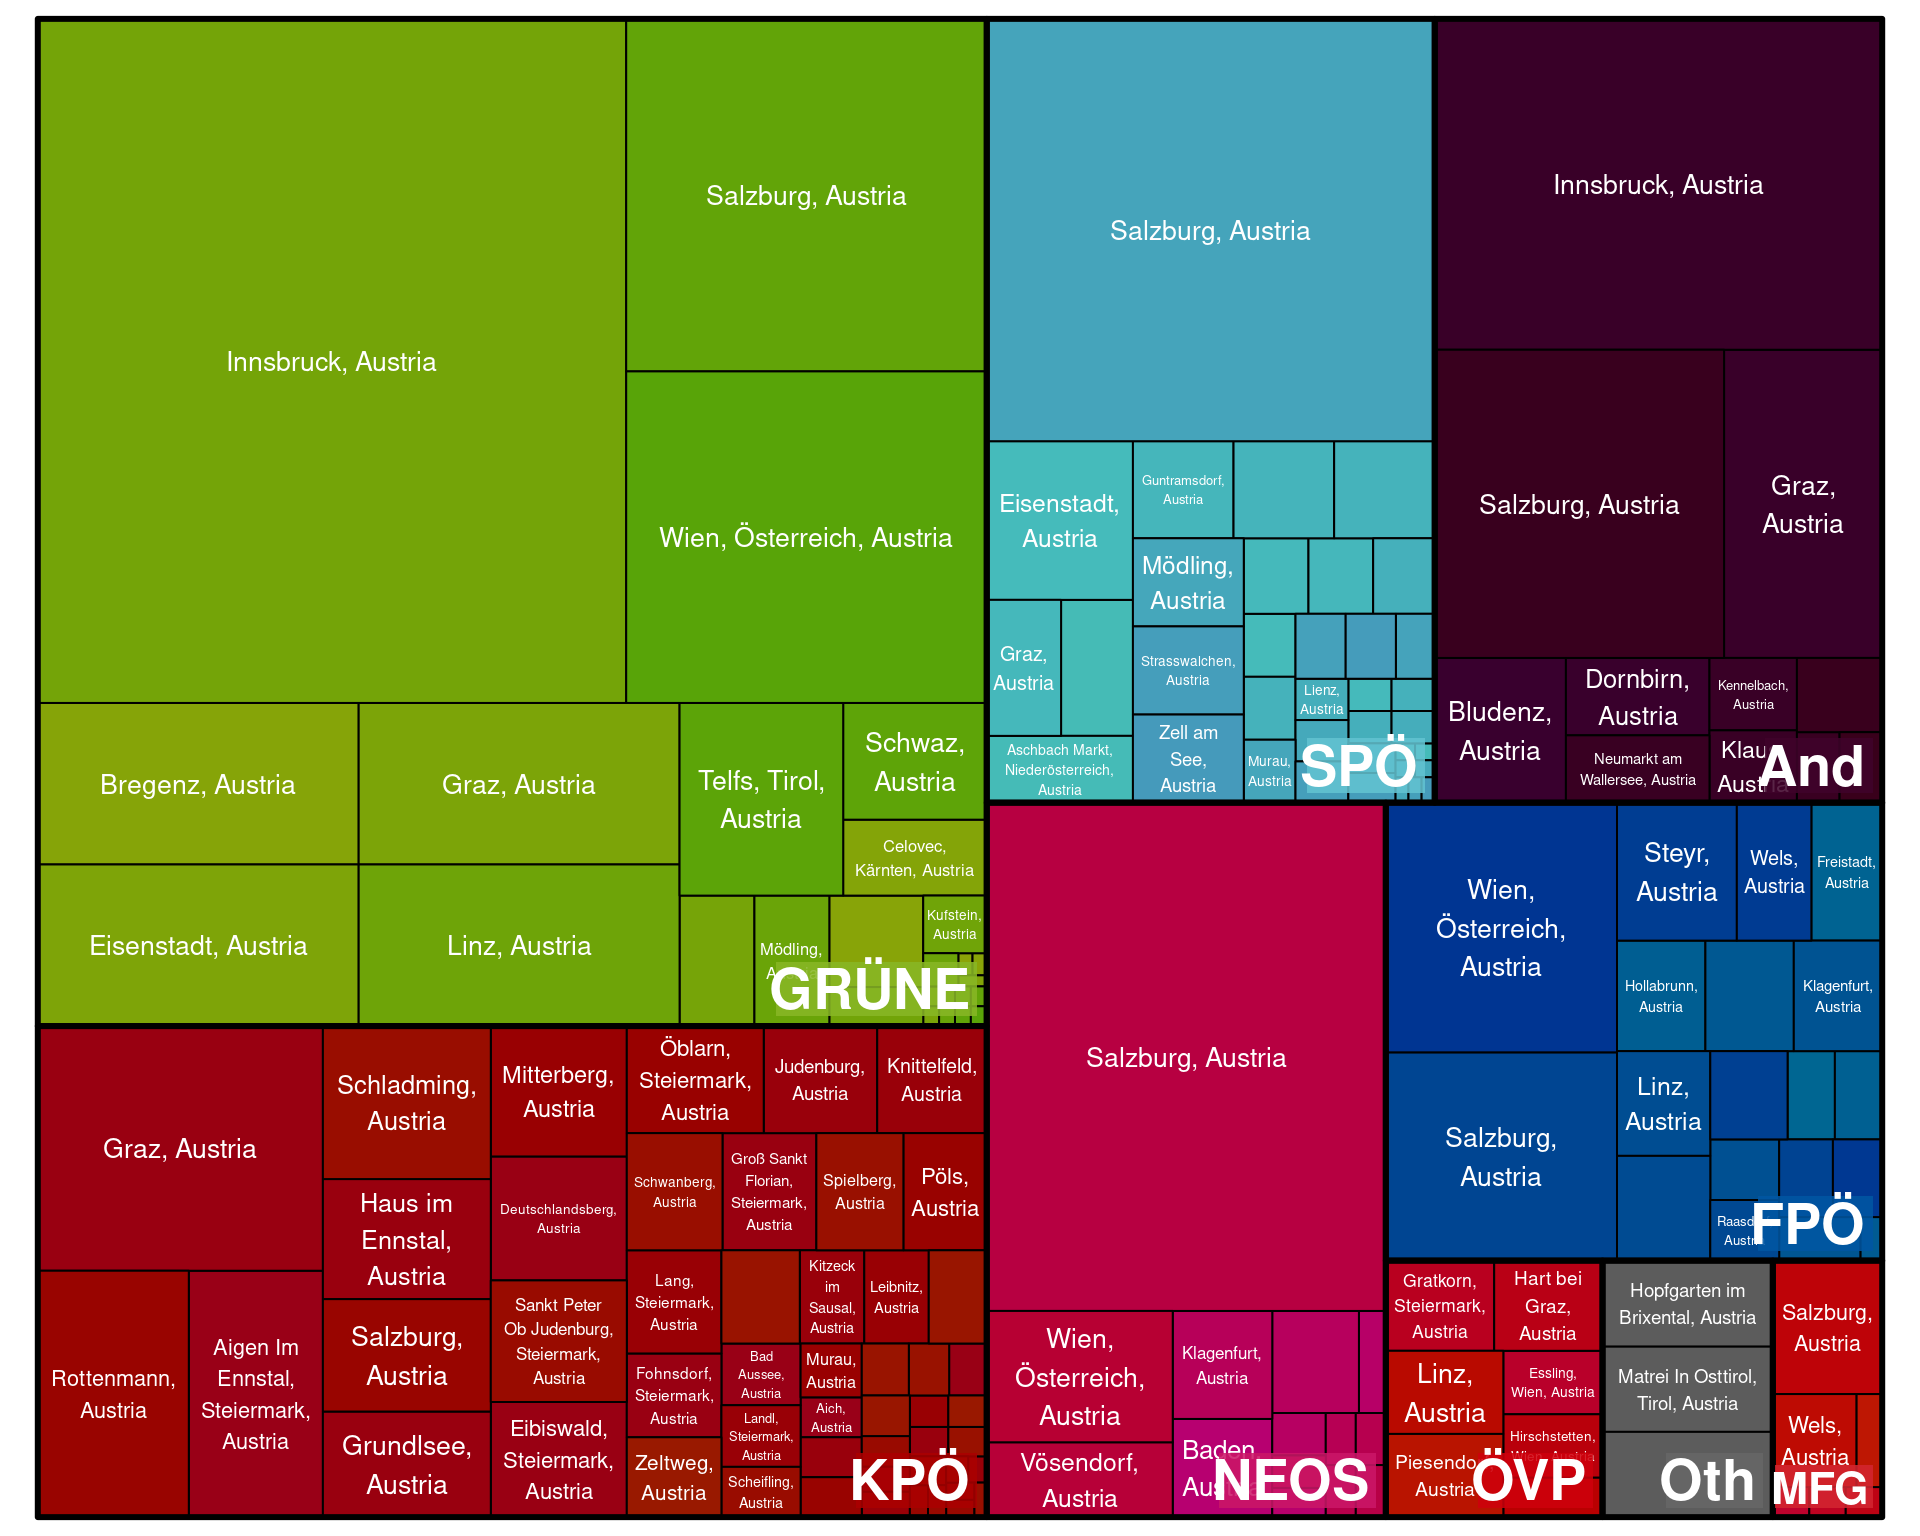 Innsbruck, Austria
Salzburg, Austria
Wien, Österreich, Austria
Bregenz, Austria
Graz, Austria
Eisenstadt, Austria
Linz, Austria
Telfs, Tirol,
Austria
Schwaz,
Austria
Celovec,
Kärnten, Austria
Mödling,
Kufstein,
Austria
GRÜNE
Salzburg, Austria
Eisenstadt,
Austria
Guntramsdorf,
Austria
Graz,
Austria
Mödling,
Austria
Strasswalchen,
Austria
Aschbach Markt,
Niederösterreich,
Austria
Zell am
See,
Austria
Lienz,
Austria
Murau,
Austria
SPÖ
Innsbruck, Austria
Salzburg, Austria
Graz,
Austria
Bludenz,
Austria
Dornbirn,
Austria
Neumarkt am
Wallersee, Austria
Kennelbach,
Austria
Klau
Aust
And
Graz, Austria
Rottenmann,
Austria
Aigen Im
Ennstal,
Steiermark,
Austria
Schladming,
Austria
Haus im
Ennstal,
Austria
Salzburg,
Austria
Grundlsee,
Austria
Mitterberg,
Austria
Deutschlandsberg,
Austria
Sankt Peter
Ob Judenburg,
Steiermark,
Austria
Eibiswald,
Steiermark,
Austria
Öblarn,
Steiermark,
Austria
Judenburg,
Austria
Knittelfeld,
Austria
Schwanberg,
Austria
Groß Sankt
Florian,
Steiermark,
Austria
Spielberg,
Austria
Pöls,
Austria
Lang,
Steiermark,
Austria
Kitzeck
im
Sausal,
Austria
Leibnitz,
Austria
Fohnsdorf,
Steiermark,
Austria
Bad
Aussee,
Austria
Murau,
Austria
Aich,
Austria
Landl,
Steiermark,
Austria
Zeltweg,
Austria
Scheifling,
Austria
KPÖ
Salzburg, Austria
Wien,
Österreich,
Austria
Vösendorf,
Austria
Klagenfurt,
Austria
Baden,
NEOS
Wien,
Österreich,
Austria
Salzburg,
Austria
Steyr,
Austria
Wels,
Austria
Freistadt,
Austria
Hollabrunn,
Austria
Klagenfurt,
Austria
Linz,
Austria
Raasd
Austr
FPÖ
Gratkorn,
Steiermark,
Austria
Hart bei
Graz,
Austria
Linz,
Austria
Essling,
Wien, Austria
Hirschstetten,
Wien, Austria
Piesendo
Austria
ÖVP
Hopfgarten im
Brixental, Austria
Matrei In Osttirol,
Tirol, Austria
Oth
Salzburg,
Austria
Wels,
Austria
MFG